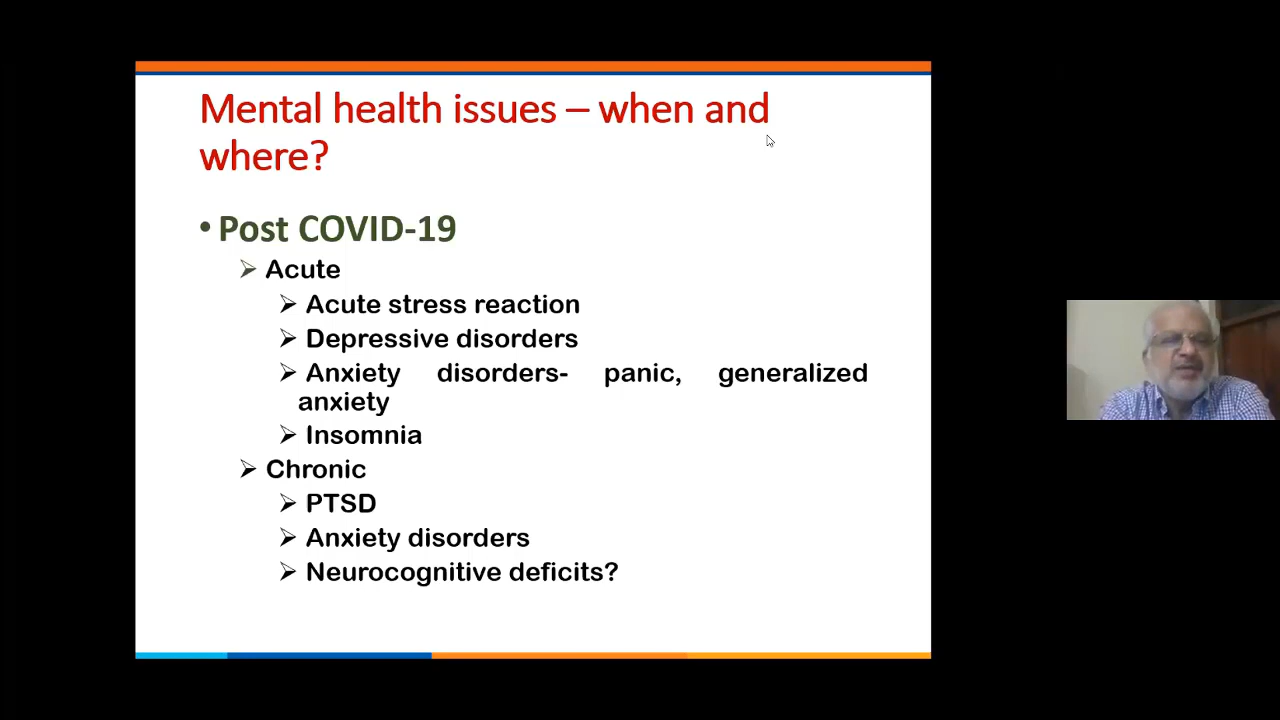 Mental health issues – when and
where?
• Post COVID-19
➢ Acute
➢ Acute stress reaction
➢ Depressive disorders
➢ Anxiety disorders- panic, generalized
anxiety
➢ Insomnia
➢ Chronic
➢ PTSD
➢ Anxiety disorders
➢ Neurocognitive deficits?